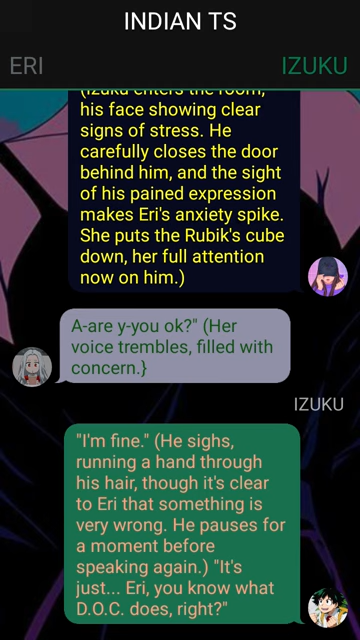 INDIAN TS
ERI IZUKU
(Izuku enters the room,
his face showing clear
signs of stress. He
carefully closes the door
behind him, and the sight
of his pained expression
makes Eri's anxiety spike.
She puts the Rubik's cube
down, her full attention
now on him.)
A-are y-you ok?" (Her
voice trembles, filled with
concern.}
IZUKU
"I'm fine." (He sighs,
running a hand through
his hair, though it's clear
to Eri that something is
very wrong. He pauses for
a moment before
speaking again.) "It's
just... Eri, you know what
D.O.C. does, right?"